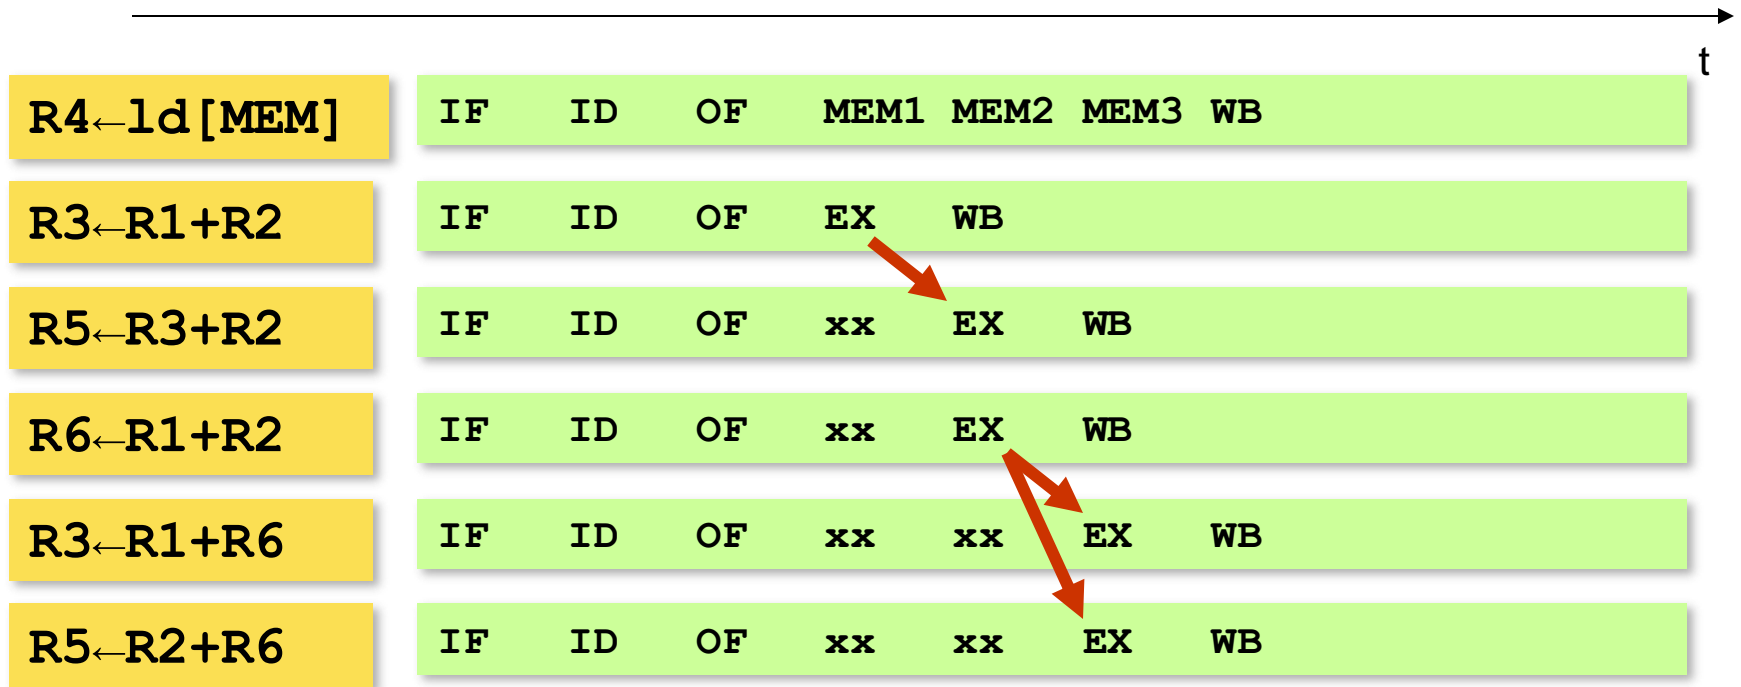 t
R4←ld[MEM] IF ID OF MEM1 MEM2 MEM3 WB
R3←R1+R2 IF ID OF EX WB
R5←R3+R2 IF ID OF xx EX WB
R6←R1+R2 IF ID OF xx EX WB
R3←R1+R6 IF ID OF xx xx EX WB
R5←R2+R6 IF ID OF xx xx EX WB